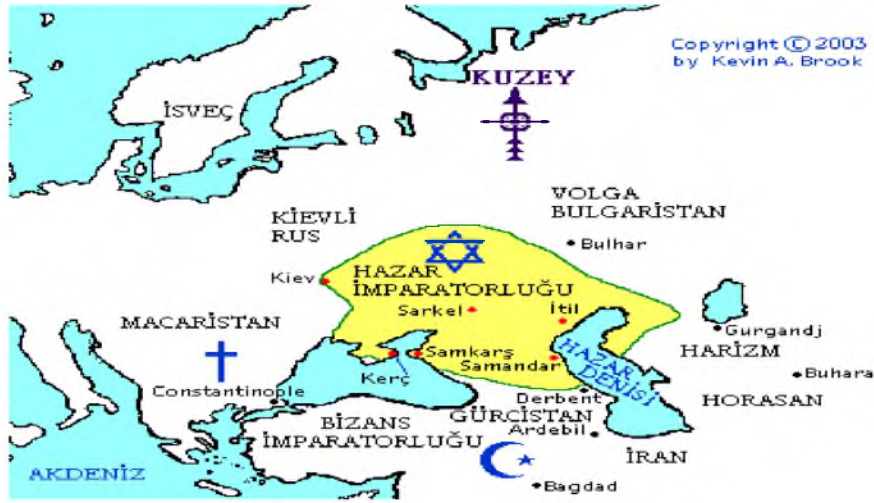 Copyright © 2003
by Kevin A. Brook
KUZEY
İSVEÇ
VOLGA
BULGARİSTAN
KİEVLİ
RUS
Bulhar
Kiev
HAZAR
İMPARATORLUĞU
Sarkel
İtil
MACARİSTAN
Gurgandj
Samkarş
Samandar
HAZAR
DENİSİ
HARİZM
Kerç
Buhara
Constantinople
Derbent
HORASAN
BİZANS
İMPARATORLUĞU
GÜRCİSTAN
Ardebil
İRAN
AKDENİZ
Bagdad